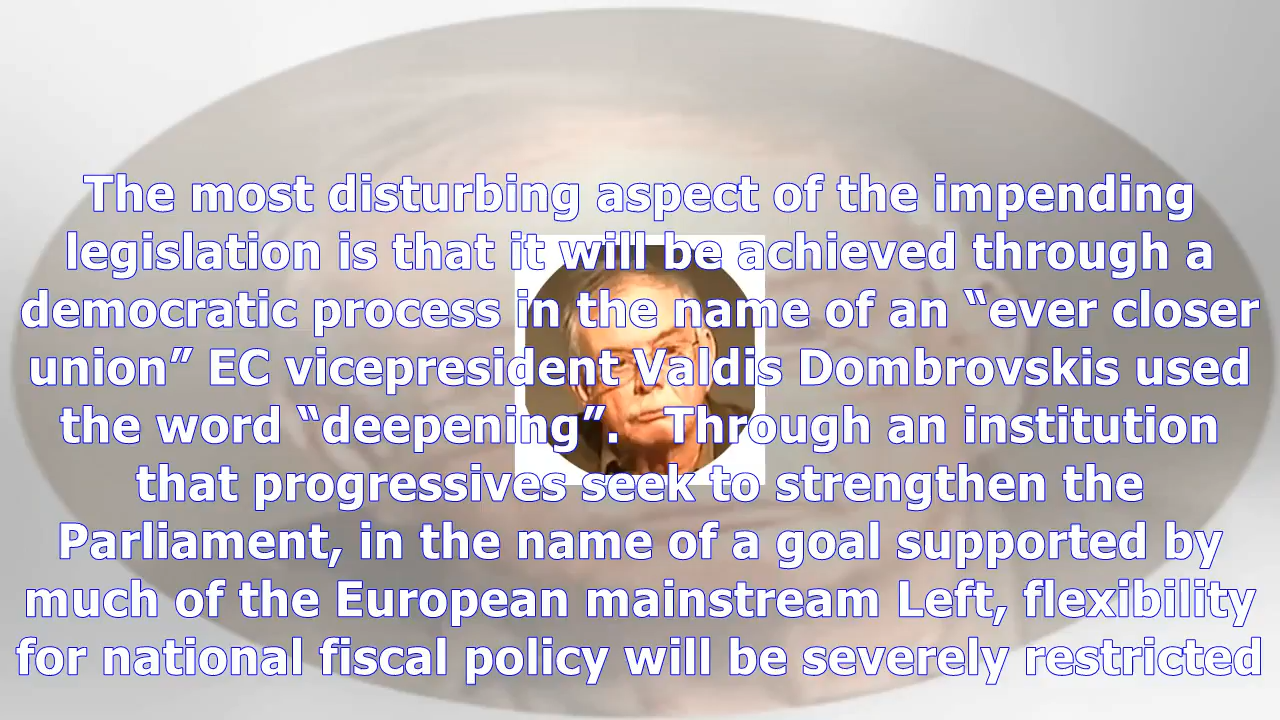 The most disturbing aspect of the impending
legislation is that it will be achieved through a
democratic process in the name of an “ever closer
union” EC vicepresident Valdis Dombrovskis used
the word “deepening”.   Through an institution
that progressives seek to strengthen the
Parliament, in the name of a goal supported by
much of the European mainstream Left, flexibility
for national fiscal policy will be severely restricted